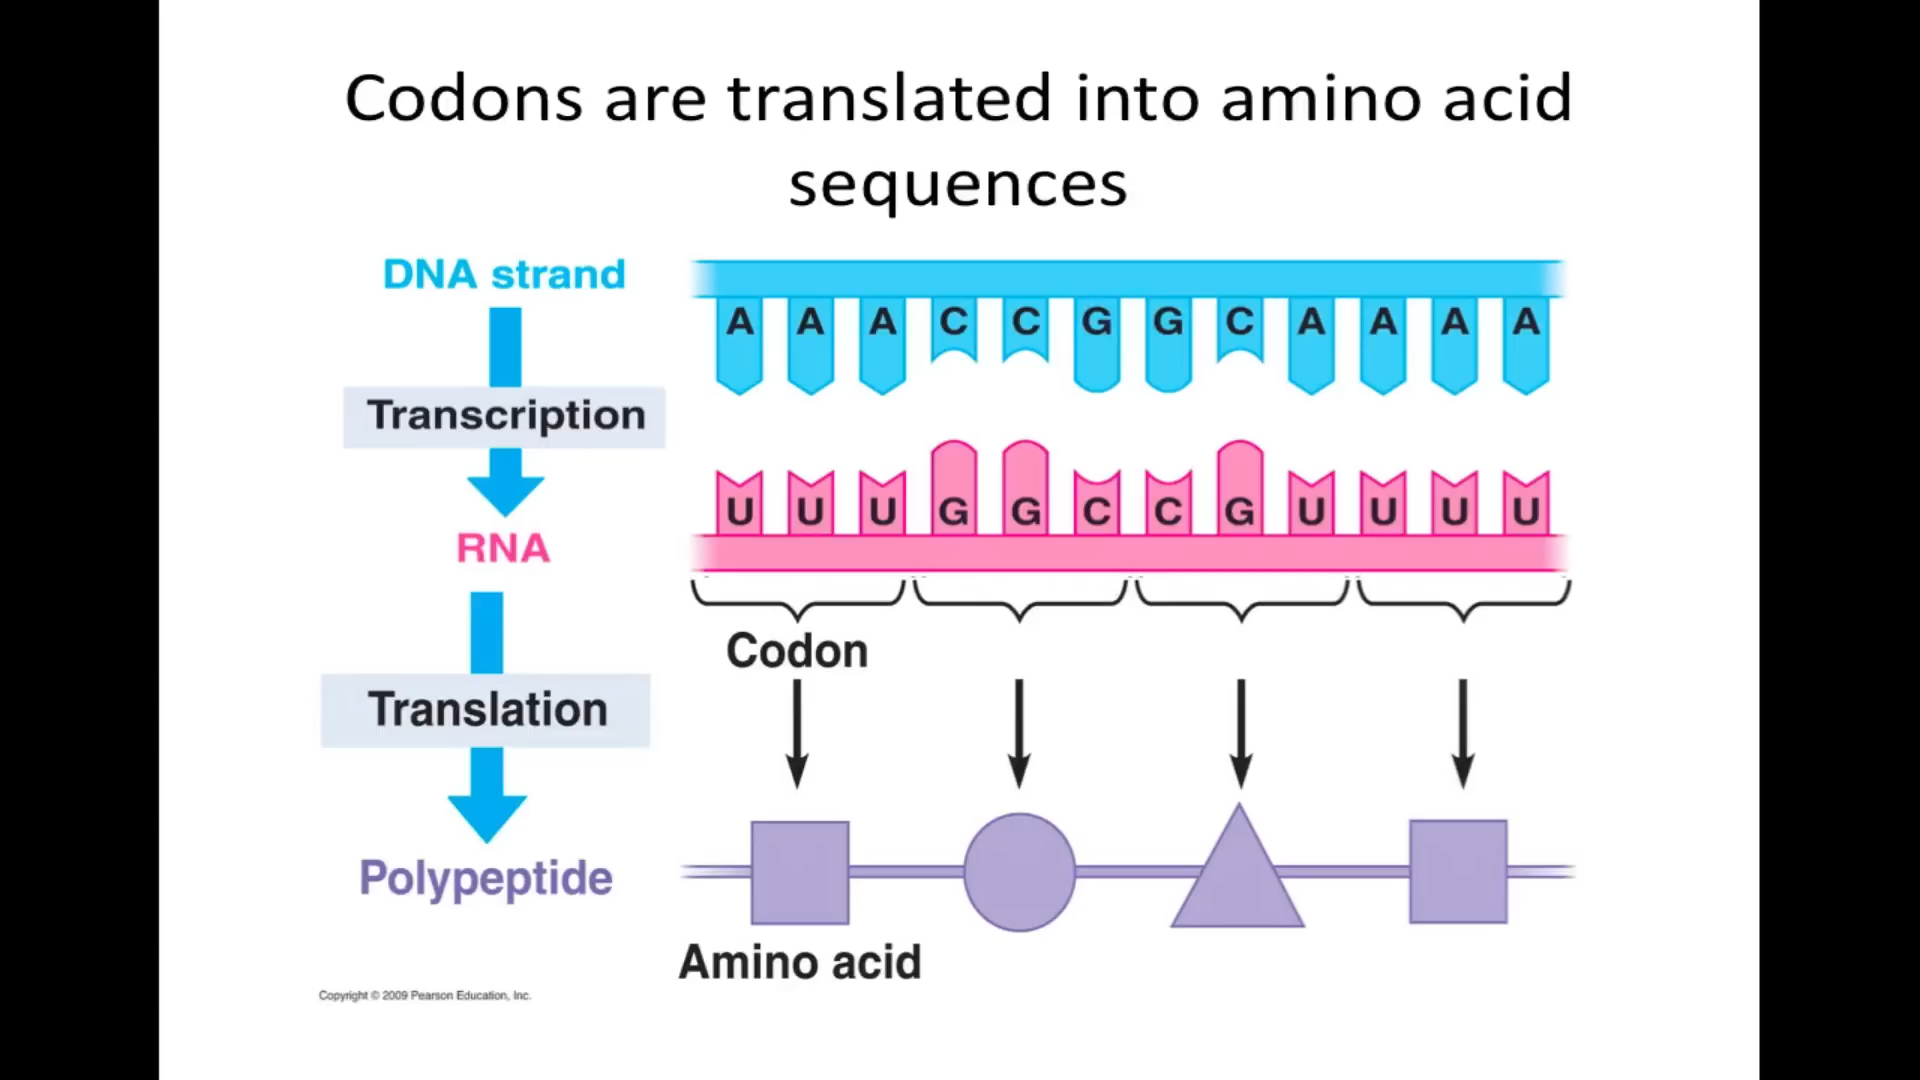 Codons are translated into amino acid
sequences
DNA strand
A A A C C G G C A A A A
Transcription
U U U G G C C G U U U U
RNA
Codon
Translation
Polypeptide
Amino acid
Copyright © 2009 Pearson Education, Inc.